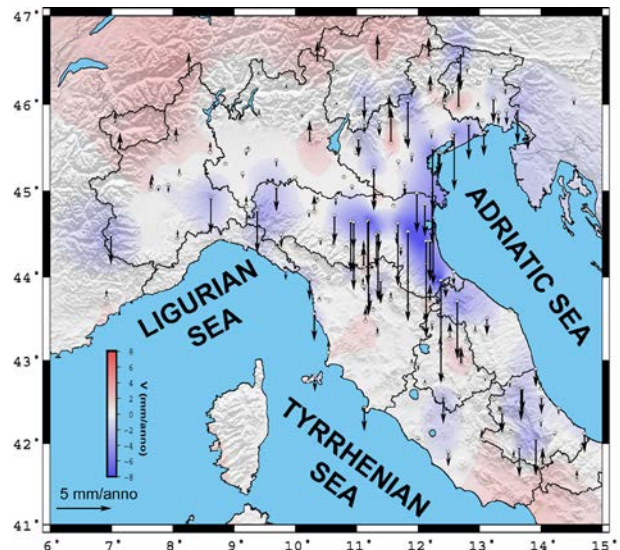 47°
46°
45°
44°
43°
42°
41°
6° 7° 8° 9° 10° 11° 12° 13° 14° 15°
ADRIATIC SEA
LIGURIAN
SEA
TYRRHENIAN
SEA
8
6
4
2
0
-2
-4
-6
-8
V (mm/anno)
5 mm/anno